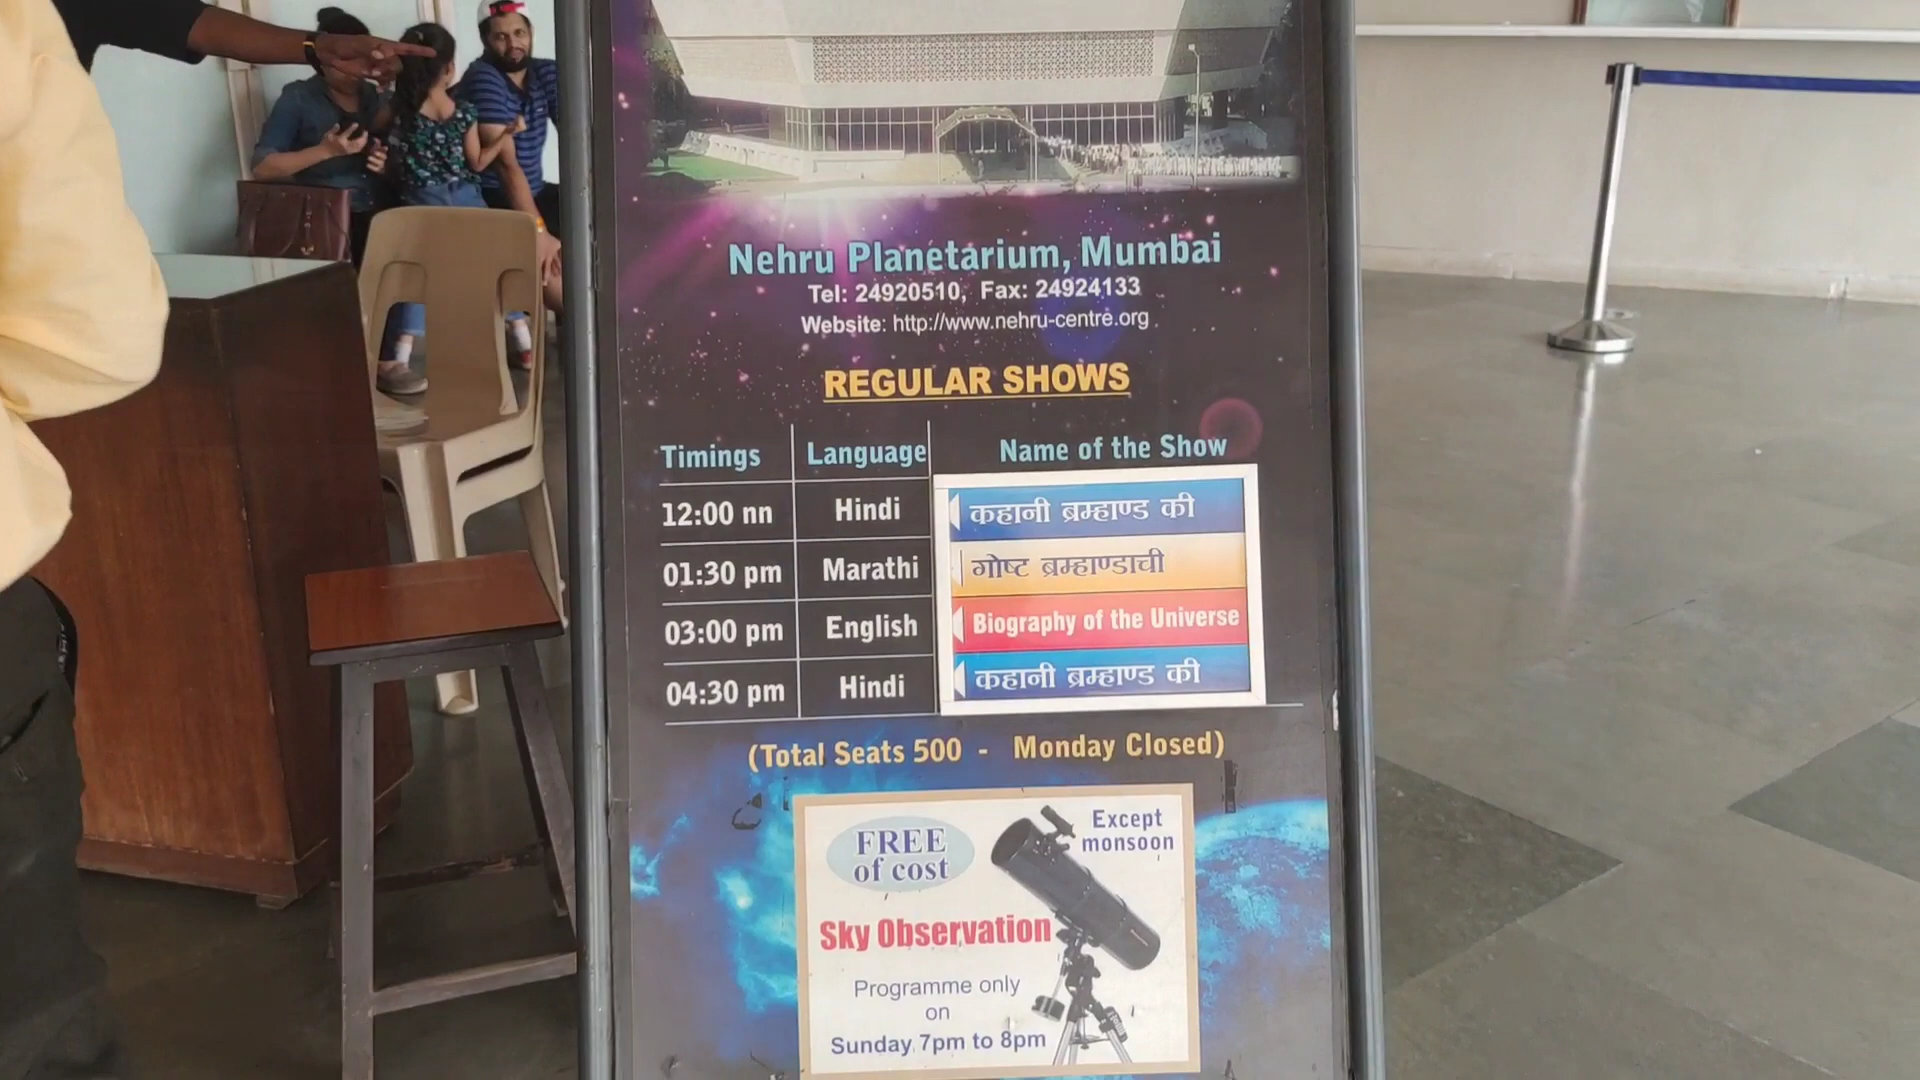 Nehru Planetarium, Mumbai
Tel: 24920510, Fax: 24924133
Website: http://www.nehru-centre.org
REGULAR SHOWS
Timings Language Name of the Show
12:00 nn Hindi कहानी ब्रम्हाण्ड की
01:30 pm Marathi गोष्ट ब्रम्हाण्डाची
03:00 pm English Biography of the Universe
04:30 pm Hindi कहानी ब्रम्हाण्ड की
(Total Seats 500 - Monday Closed)
Except
monsoon
FREE
of cost
Sky Observation
Programme only
on
Sunday 7pm to 8pm